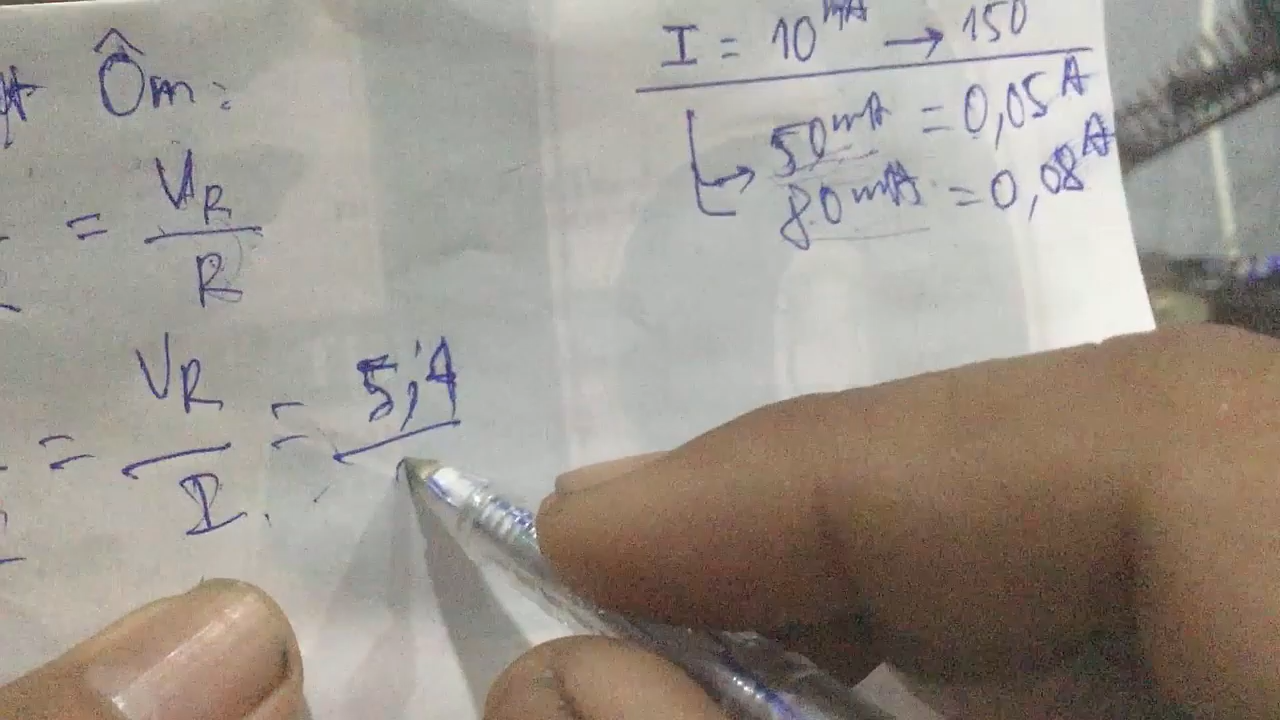 Ôm:
I = 10mA → 150
50mA = 0,05A
80mA = 0,08A
= VR / R
= VR / I = 5,4